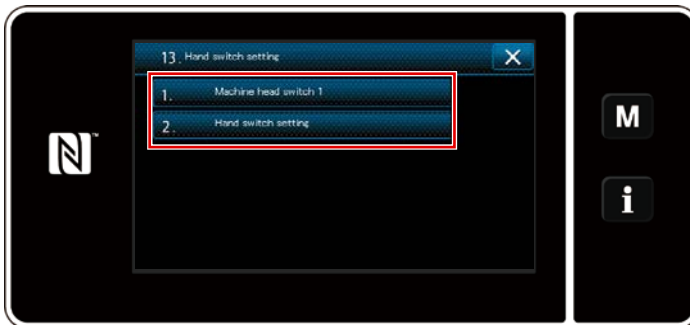 13. Hand switch setting
1. Machine head switch 1
2. Hand switch setting
N
M
i